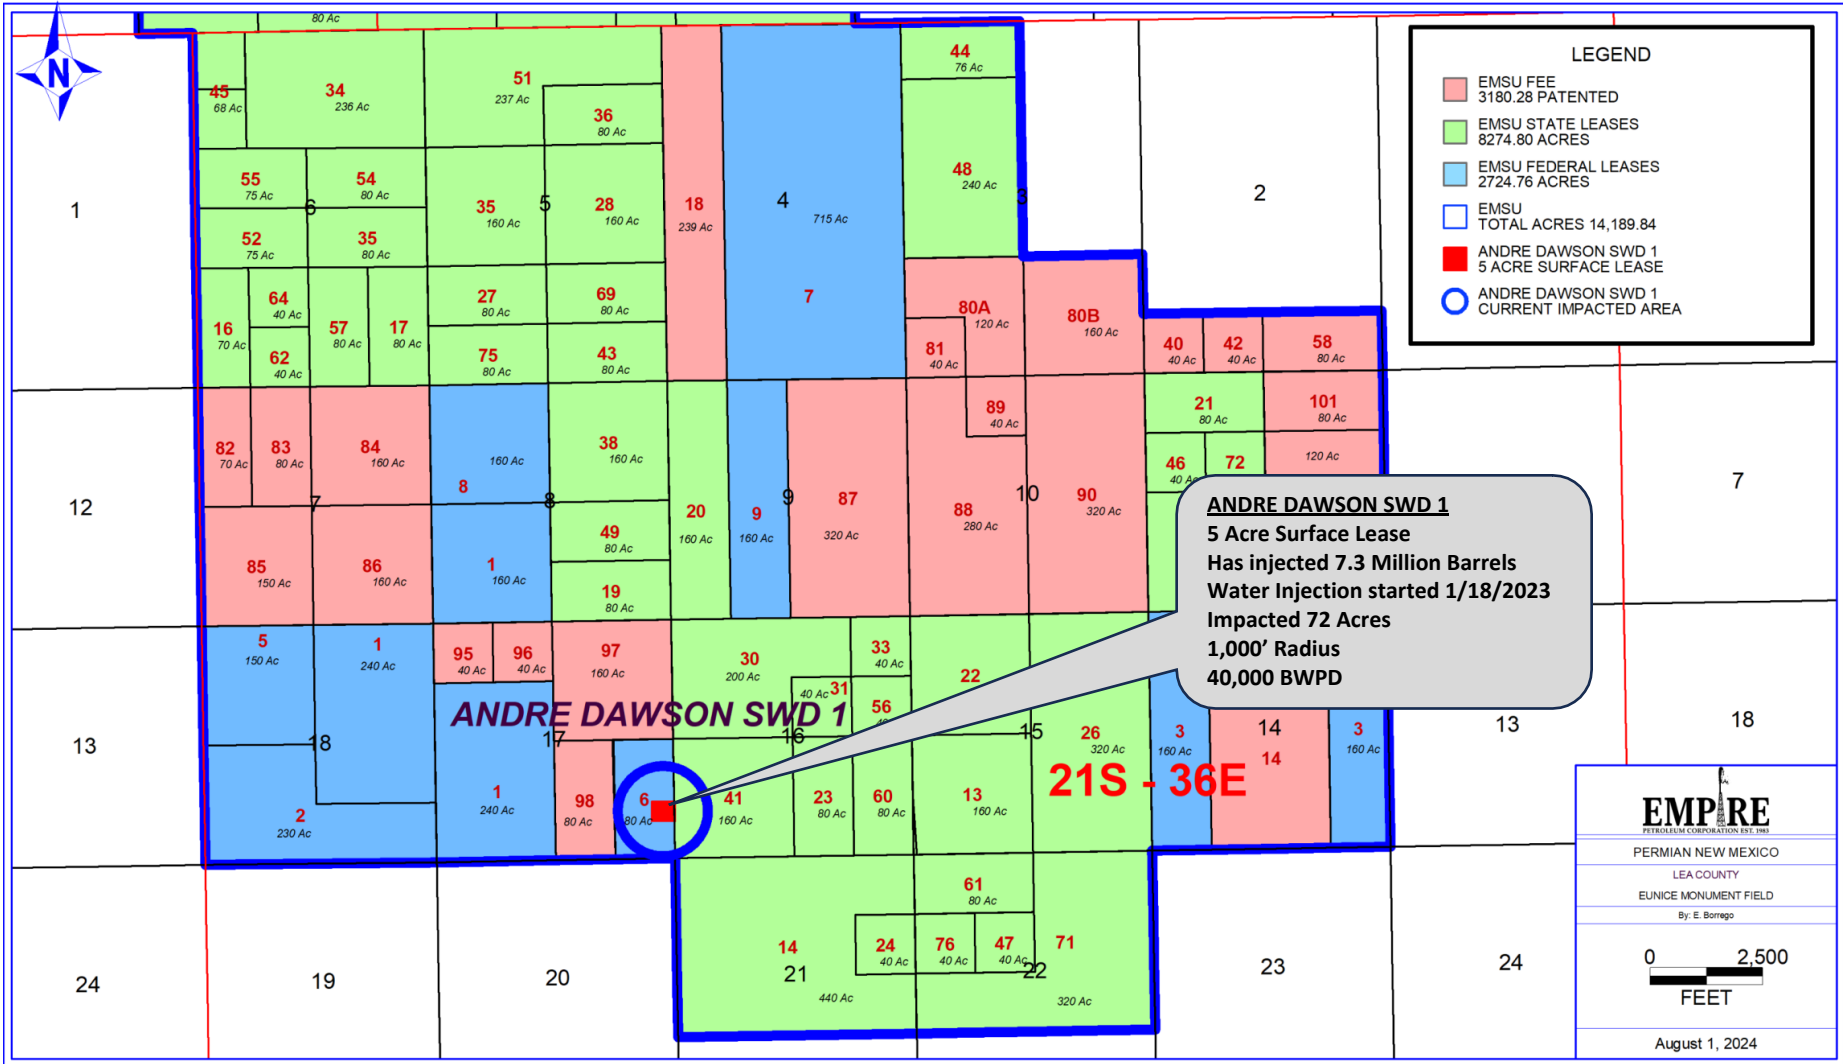 80 Ac
N
45
68 Ac
34
236 Ac
51
237 Ac
36
80 Ac
44
76 Ac
55
75 Ac
54
80 Ac
6
52
75 Ac
35
80 Ac
35
160 Ac
5
28
160 Ac
18
239 Ac
4
715 Ac
7
48
240 Ac
3
1
2
64
40 Ac
16
70 Ac
62
40 Ac
57
80 Ac
17
80 Ac
27
80 Ac
69
80 Ac
75
80 Ac
43
80 Ac
80A
120 Ac
80B
160 Ac
81
40 Ac
40
40 Ac
42
40 Ac
58
80 Ac
LEGEND
EMSU FEE
3180.28 PATENTED
EMSU STATE LEASES
8274.80 ACRES
EMSU FEDERAL LEASES
2724.76 ACRES
EMSU
TOTAL ACRES 14,189.84
ANDRE DAWSON SWD 1
5 ACRE SURFACE LEASE
ANDRE DAWSON SWD 1
CURRENT IMPACTED AREA
12
82
70 Ac
83
80 Ac
84
160 Ac
7
85
150 Ac
86
160 Ac
160 Ac
8
8
1
160 Ac
38
160 Ac
49
80 Ac
19
80 Ac
20
160 Ac
9
160 Ac
9
87
320 Ac
88
280 Ac
89
40 Ac
10
90
320 Ac
21
80 Ac
101
80 Ac
46
40 Ac
72
120 Ac
7
ANDRE DAWSON SWD 1
5 Acre Surface Lease
Has injected 7.3 Million Barrels
Water Injection started 1/18/2023
Impacted 72 Acres
1,000’ Radius
40,000 BWPD
13
5
150 Ac
1
240 Ac
18
2
230 Ac
95
40 Ac
96
40 Ac
97
160 Ac
ANDRE DAWSON SWD 1
17
1
240 Ac
98
80 Ac
6
80 Ac
30
200 Ac
33
40 Ac
40 Ac 31
56
16
41
160 Ac
23
80 Ac
60
80 Ac
22
15
13
160 Ac
26
320 Ac
21S - 36E
3
160 Ac
14
14
3
160 Ac
13
18
24
19
20
14
21
440 Ac
61
80 Ac
24
40 Ac
76
40 Ac
47
40 Ac
22
71
320 Ac
23
24
EMPIRE
PETROLEUM CORPORATION EST. 1983
PERMIAN NEW MEXICO
LEA COUNTY
EUNICE MONUMENT FIELD
By: E. Borrego
0 2,500
FEET
August 1, 2024